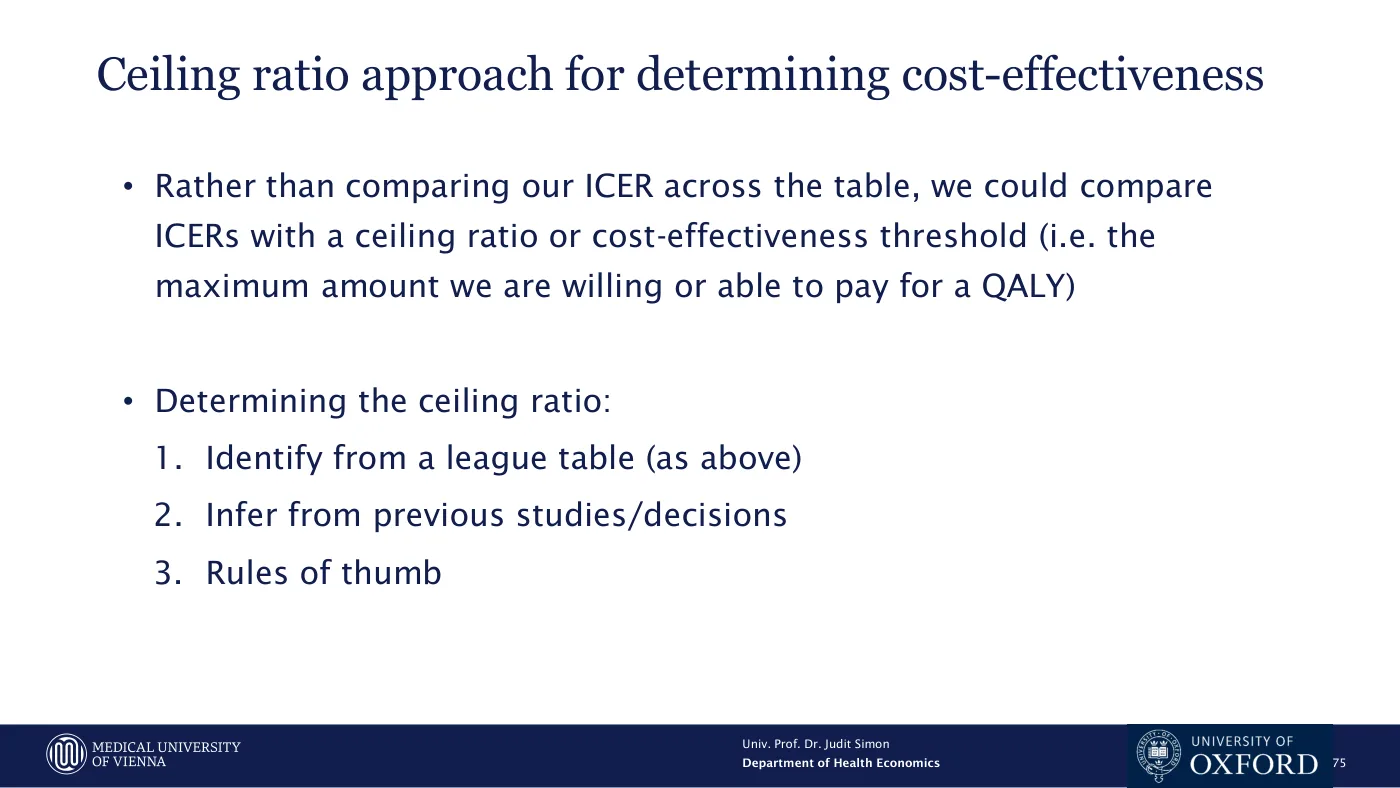 Ceiling ratio approach for determining cost-effectiveness
• Rather than comparing our ICER across the table, we could compare
ICERs with a ceiling ratio or cost-effectiveness threshold (i.e. the
maximum amount we are willing or able to pay for a QALY)
• Determining the ceiling ratio:
1. Identify from a league table (as above)
2. Infer from previous studies/decisions
3. Rules of thumb
MEDICAL UNIVERSITY
OF VIENNA
Univ. Prof. Dr. Judit Simon
Department of Health Economics
UNIVERSITY OF
OXFORD
75